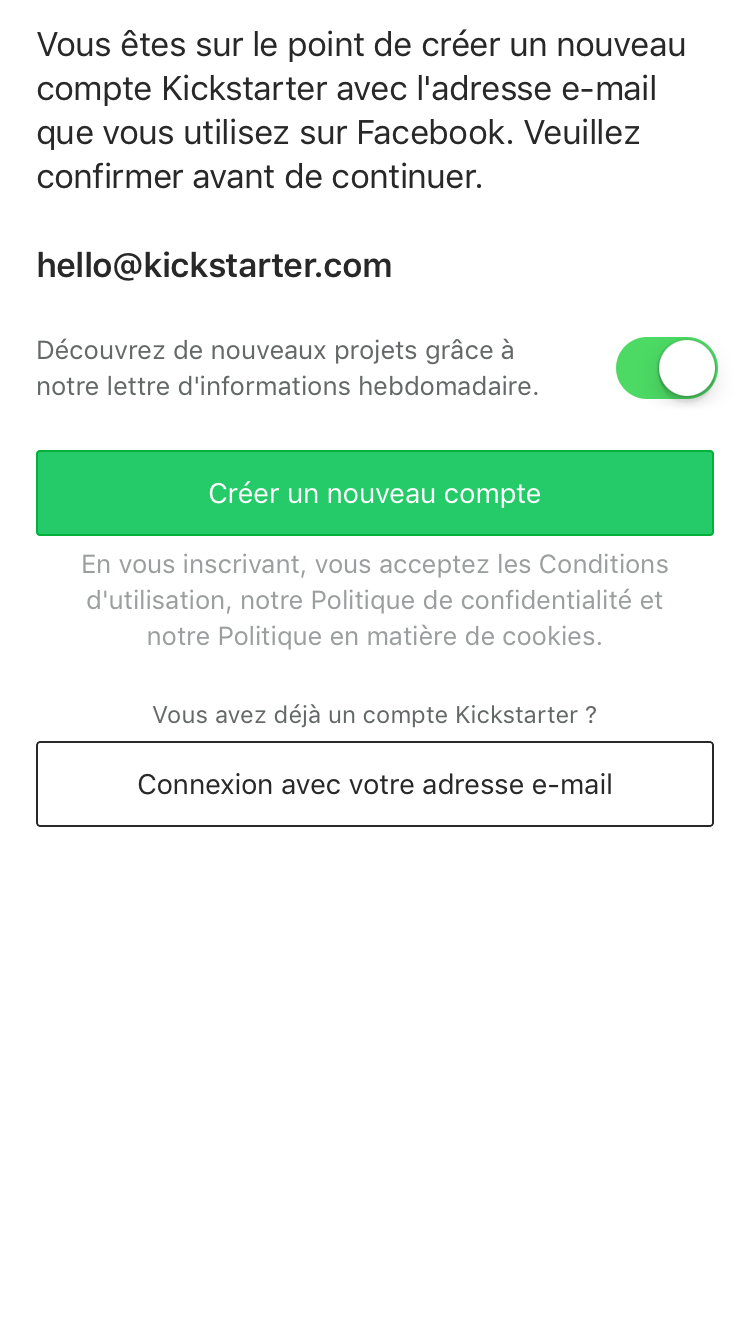 Vous êtes sur le point de créer un nouveau
compte Kickstarter avec l'adresse e-mail
que vous utilisez sur Facebook. Veuillez
confirmer avant de continuer.
hello@kickstarter.com
Découvrez de nouveaux projets grâce à
notre lettre d'informations hebdomadaire.
Créer un nouveau compte
En vous inscrivant, vous acceptez les Conditions
d'utilisation, notre Politique de confidentialité et
notre Politique en matière de cookies.
Vous avez déjà un compte Kickstarter ?
Connexion avec votre adresse e-mail